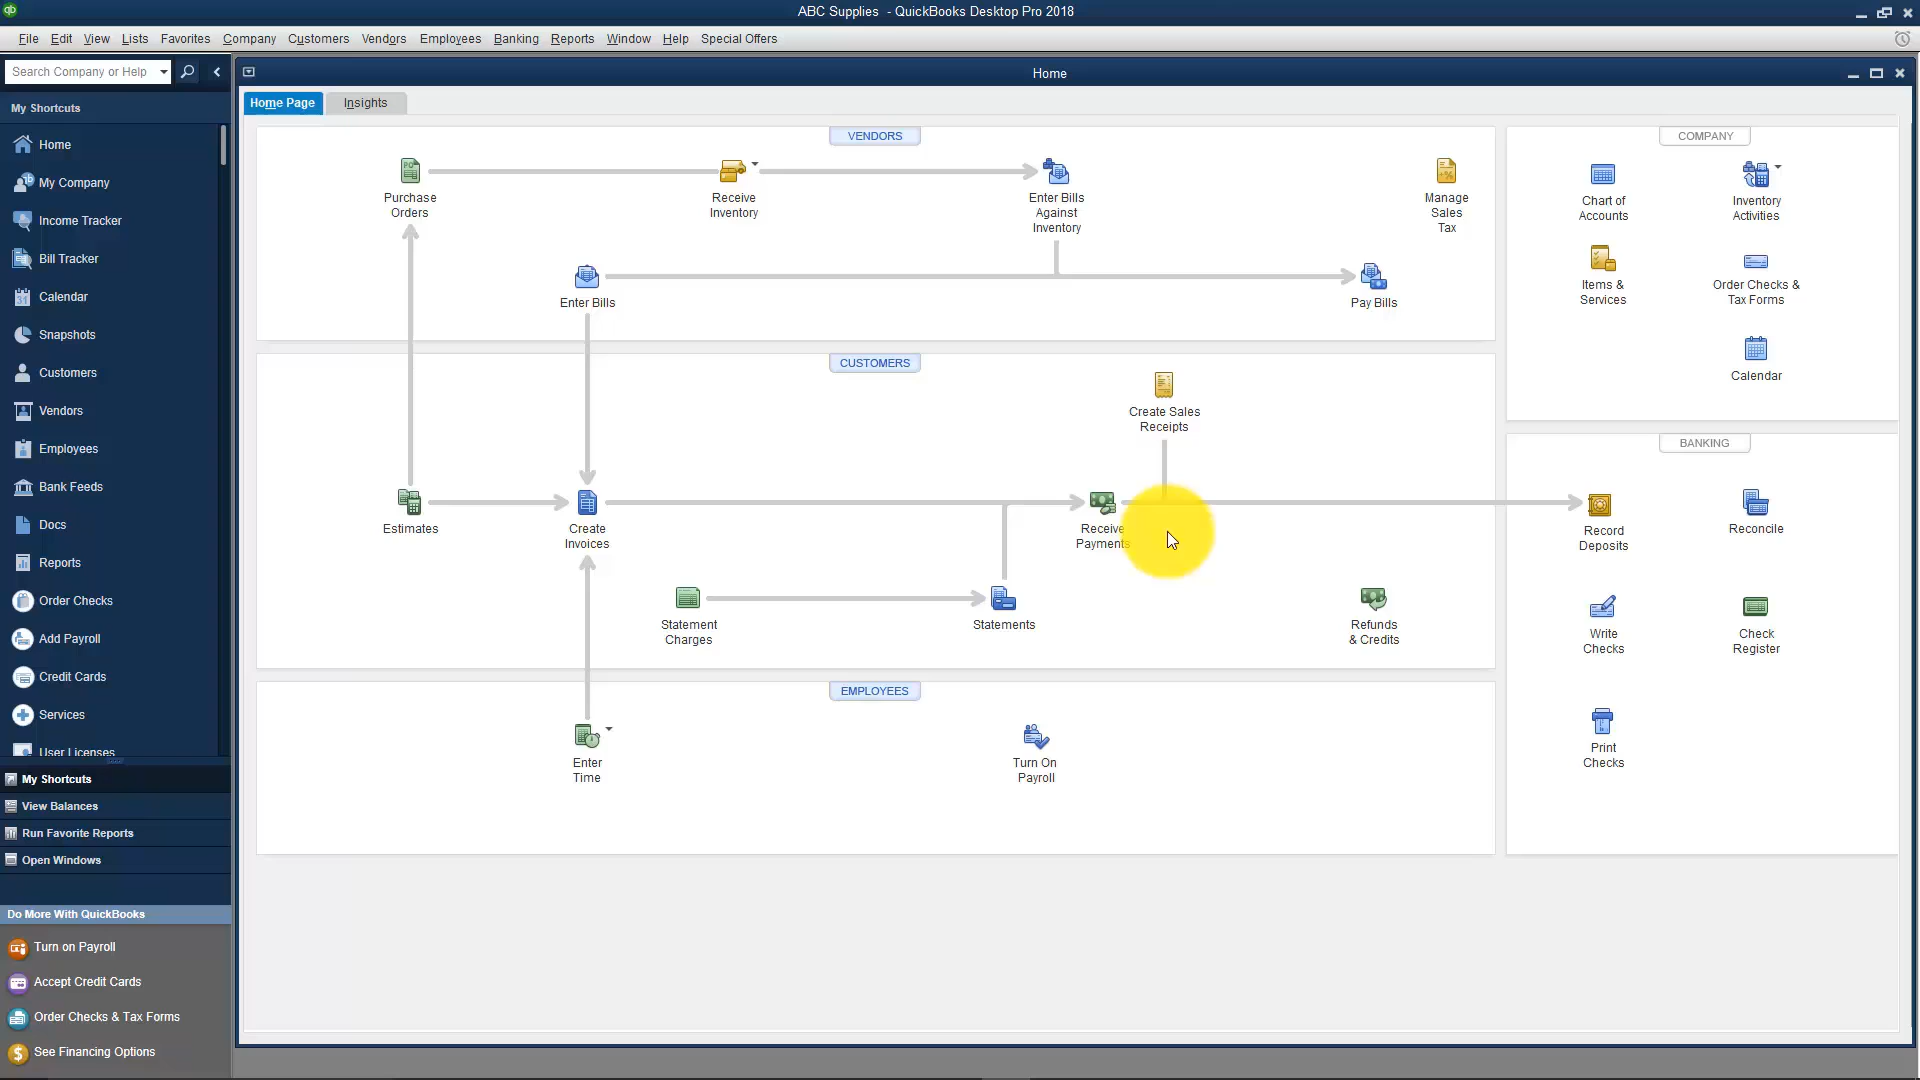 ABC Supplies - QuickBooks Desktop Pro 2018
File Edit View Lists Favorites Company Customers Vendors Employees Banking Reports Window Help Special Offers
Search Company or Help
My Shortcuts
Home
My Company
Income Tracker
Bill Tracker
Calendar
Snapshots
Customers
Vendors
Employees
Bank Feeds
Docs
Reports
Order Checks
Add Payroll
Credit Cards
Services
User Licenses
My Shortcuts
View Balances
Run Favorite Reports
Open Windows
Do More With QuickBooks
Turn on Payroll
Accept Credit Cards
Order Checks & Tax Forms
See Financing Options
Home
Home Page Insights
VENDORS
Purchase
Orders
Receive
Inventory
Enter Bills
Against
Inventory
Manage
Sales
Tax
Enter Bills
Pay Bills
CUSTOMERS
Create Sales
Receipts
Estimates
Create
Invoices
Receive
Payments
Statement
Charges
Statements
Refunds
& Credits
EMPLOYEES
Enter
Time
Turn On
Payroll
COMPANY
Chart of
Accounts
Inventory
Activities
Items &
Services
Order Checks &
Tax Forms
Calendar
BANKING
Record
Deposits
Reconcile
Write
Checks
Check
Register
Print
Checks